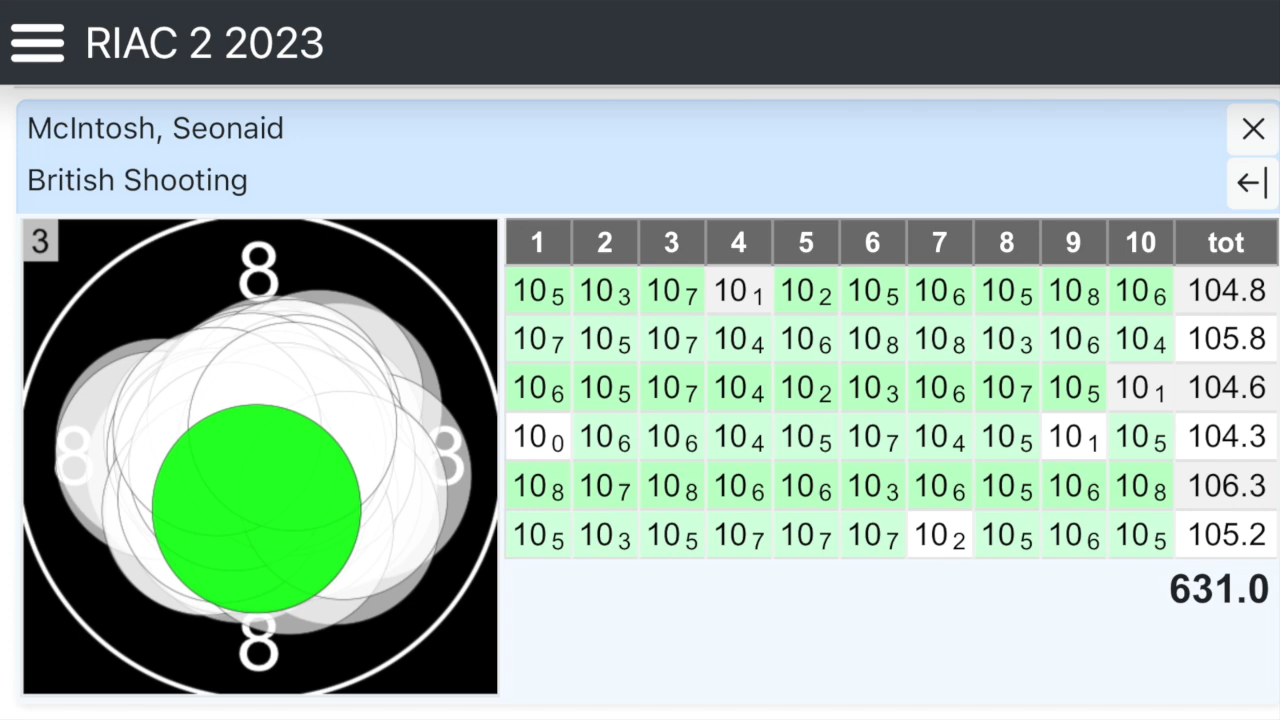 RIAC 2 2023
McIntosh, Seonaid
British Shooting
3
8
8 8
8
1 2 3 4 5 6 7 8 9 10 tot
10 5 10 3 10 7 10 1 10 2 10 5 10 6 10 5 10 8 10 6 104.8
10 7 10 5 10 7 10 4 10 6 10 8 10 8 10 3 10 6 10 4 105.8
10 6 10 5 10 7 10 4 10 2 10 3 10 6 10 7 10 5 10 1 104.6
10 0 10 6 10 6 10 4 10 5 10 7 10 4 10 5 10 1 10 5 104.3
10 8 10 7 10 8 10 6 10 6 10 3 10 6 10 5 10 6 10 8 106.3
10 5 10 3 10 5 10 7 10 7 10 7 10 2 10 5 10 6 10 5 105.2
631.0